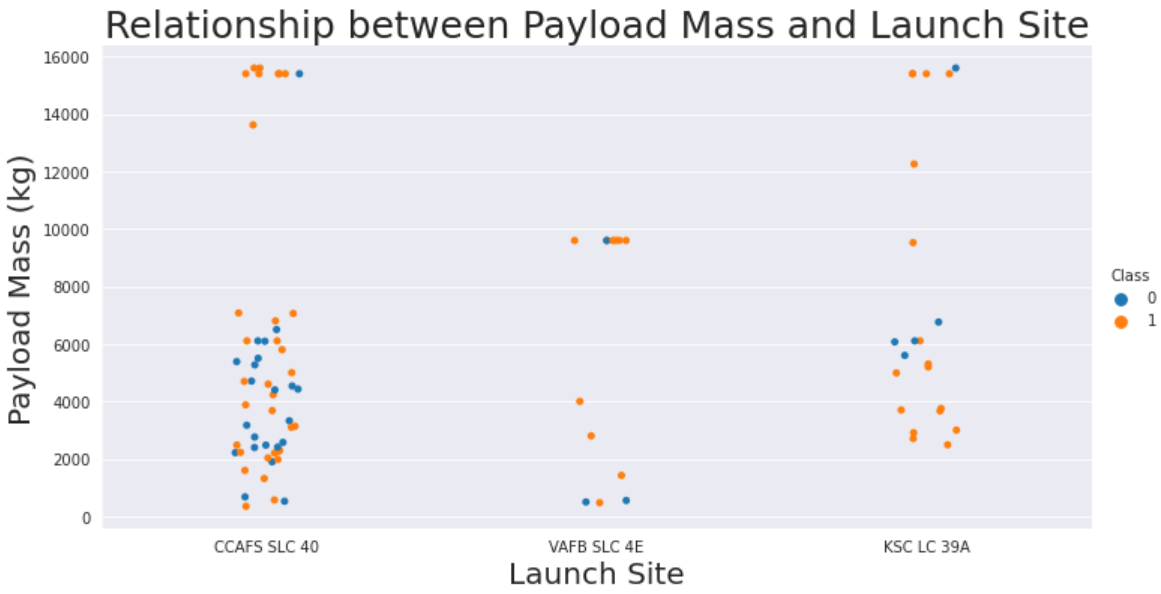 Relationship between Payload Mass and Launch Site
Payload Mass (kg)
16000
14000
12000
10000
8000
6000
4000
2000
0
CCAFS SLC 40
VAFB SLC 4E
KSC LC 39A
Launch Site
Class
0
1